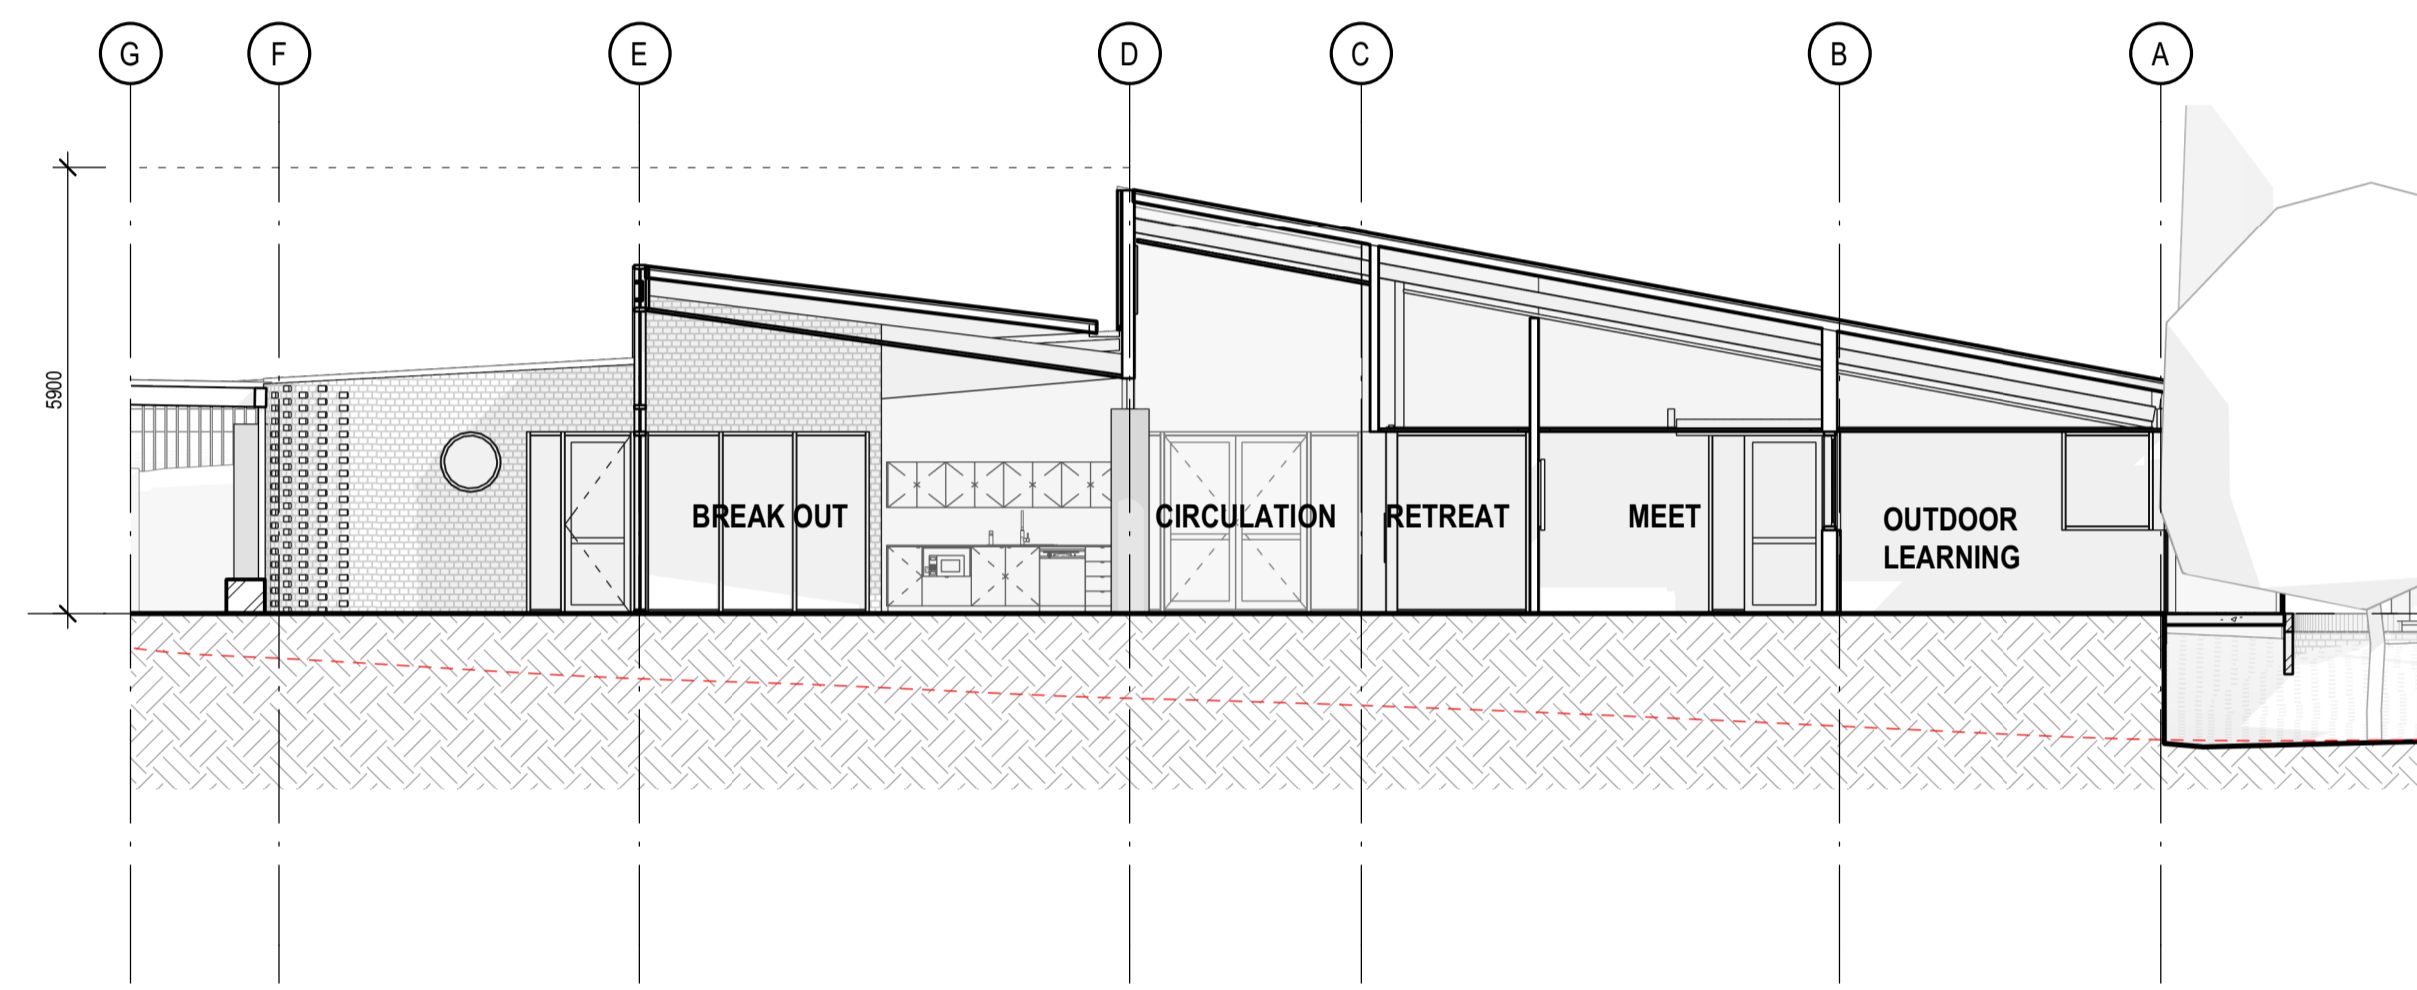 G F E D C B A
5900
BREAK OUT CIRCULATION RETREAT MEET OUTDOOR
LEARNING